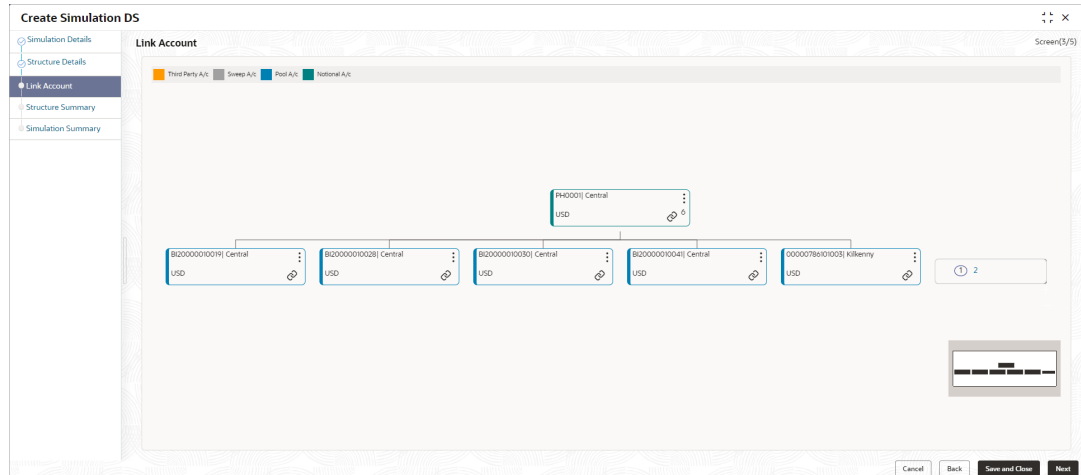 Create Simulation DS
Simulation Details
Structure Details
Link Account
Structure Summary
Simulation Summary
Link Account
Screen(3/5)
Third Party A/c Sweep A/c Pool A/c Notional A/c
PH0001| Central
USD 6
BI20000010019| Central
USD
BI20000010028| Central
USD
BI20000010030| Central
USD
BI20000010041| Central
USD
00000786101003| Kilkenny
USD
1 2
Cancel Back Save and Close Next